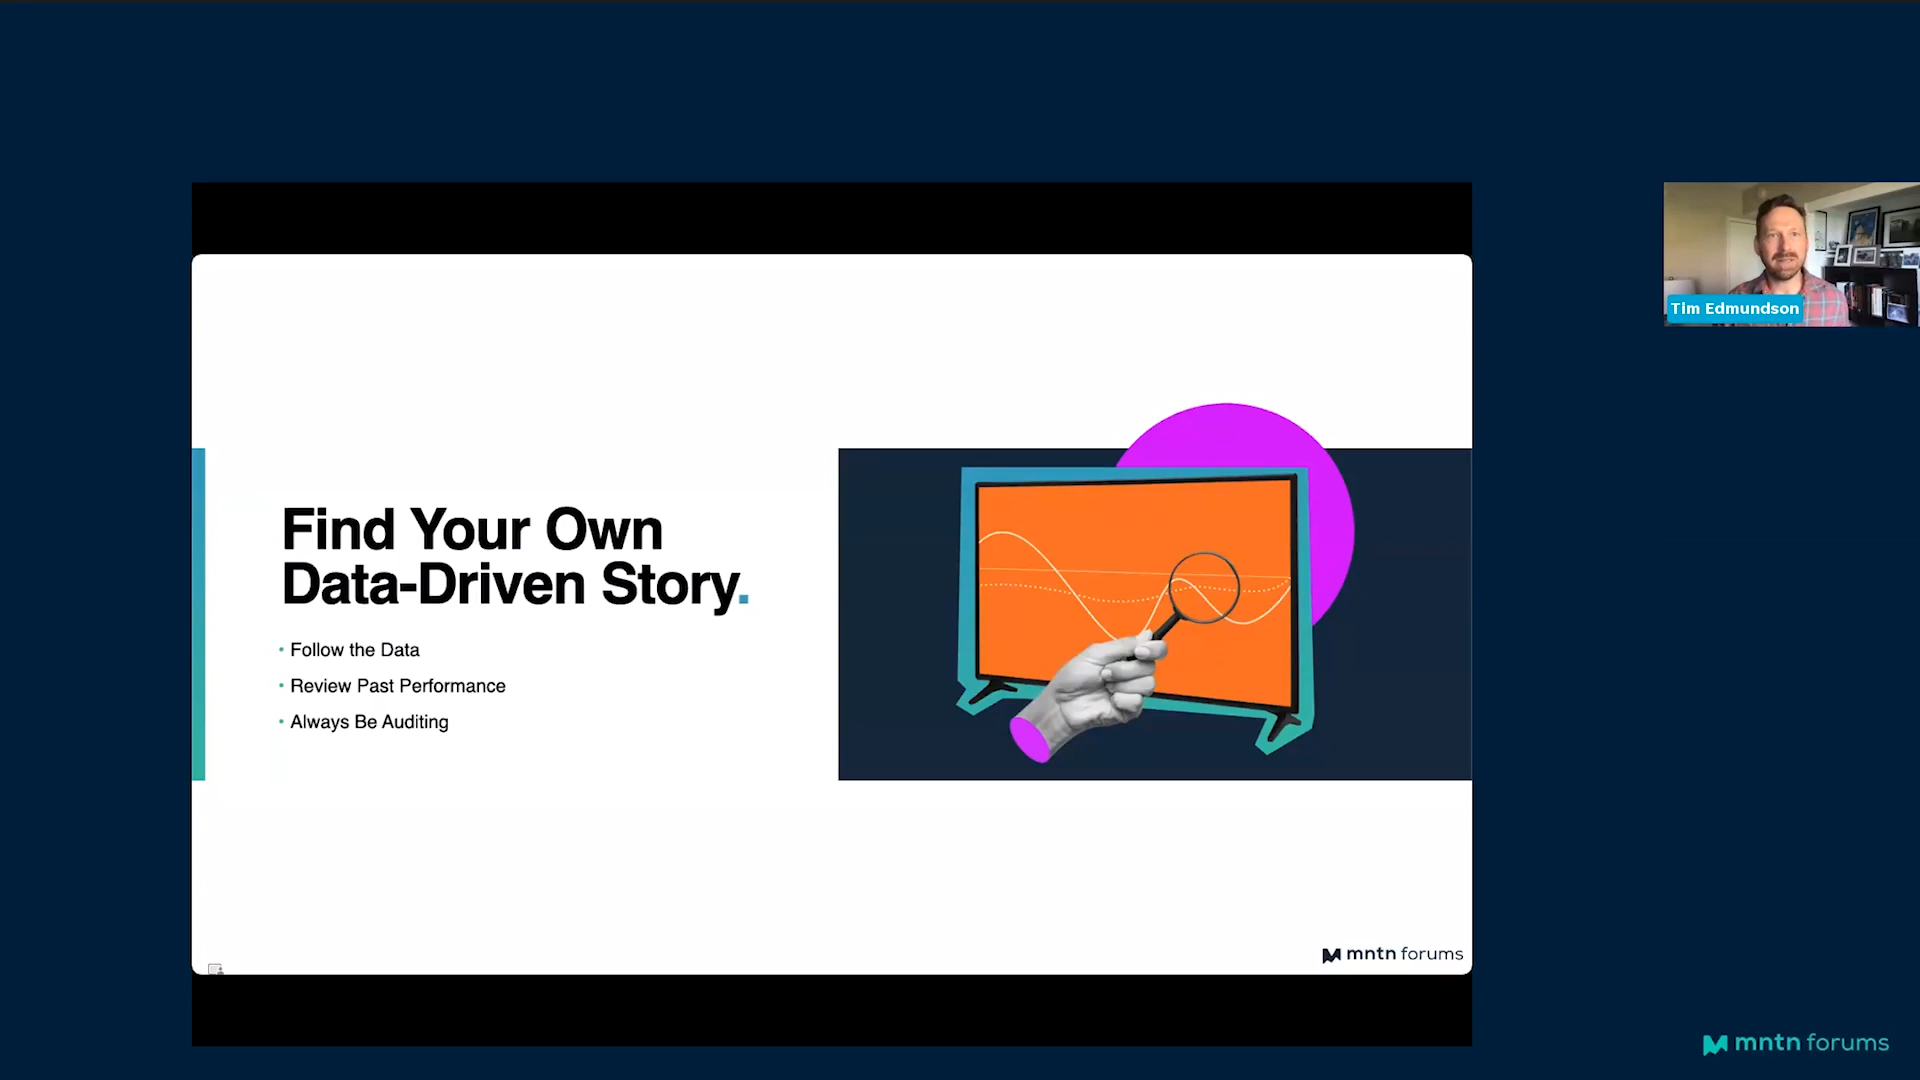 Find Your Own
Data-Driven Story.
• Follow the Data
• Review Past Performance
• Always Be Auditing
mntn forums
Tim Edmundson
mntn forums